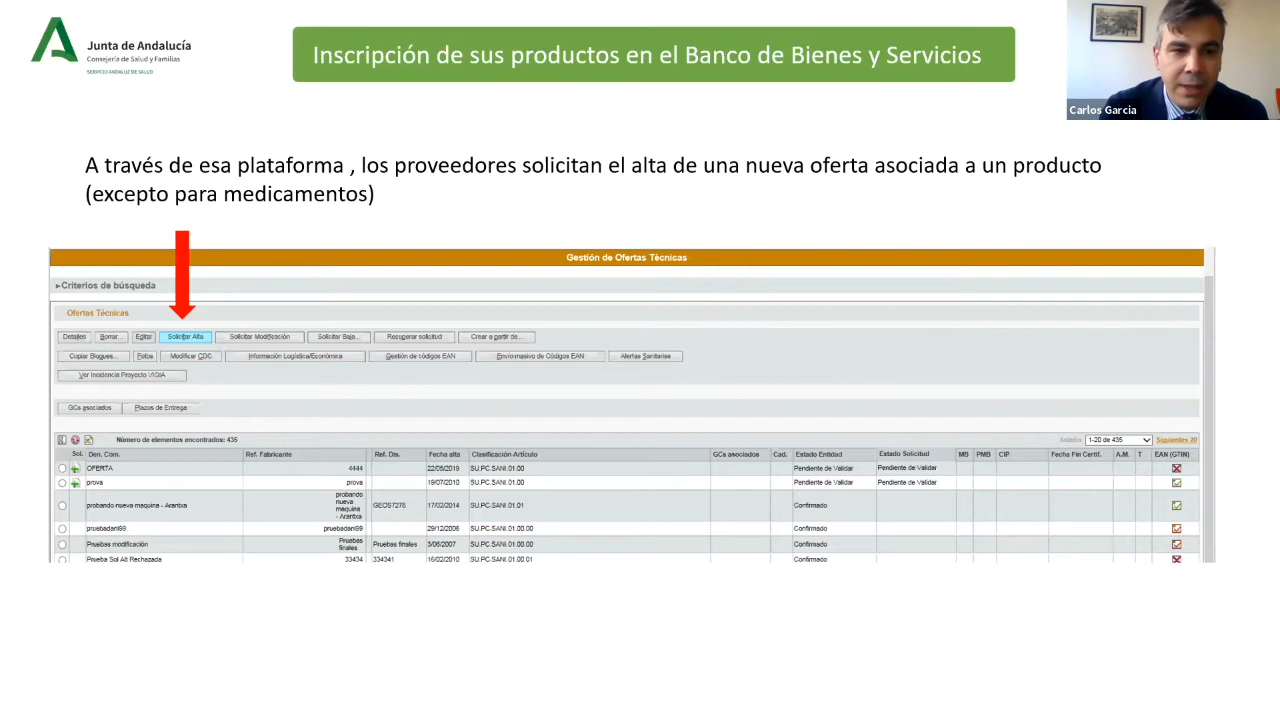 Junta de Andalucía
Consejería de Salud y Familias
SERVICIO ANDALUZ DE SALUD
Inscripción de sus productos en el Banco de Bienes y Servicios
Carlos Garcia
A través de esa plataforma , los proveedores solicitan el alta de una nueva oferta asociada a un producto
(excepto para medicamentos)
Gestión de Ofertas Técnicas
Criterios de búsqueda
Ofertas Técnicas
Detalles Borrar... Editar Solicitar Alta Solicitar Modificación Solicitar Baja... Recuperar solicitud Crear a partir de...
Copiar Bloques... Fotos Modificar CDC Información Logística/Económica Gestión de códigos EAN Envío masivo de Códigos EAN Alertas Sanitarias
Ver Incidencia Proyecto VIGIA
GCs asociados Plazos de Entrega
Número de elementos encontrados: 435 Anterior 1-20 de 435 Siguientes 20
Sol. Den. Com. Ref. Fabricante Ref. Dis. Fecha alta Clasificación Artículo GCs asociados Cad. Estado Entidad Estado Solicitud MB PMB CIP Fecha Fin Certif. A.M. T EAN (GTIN)
OFERTA 4444 22/05/2019 SU.PC.SANI.01.00 Pendiente de Validar Pendiente de Validar
prova prova 19/07/2010 SU.PC.SANI.01.00 Pendiente de Validar Pendiente de Validar
probando nueva maquina - Arantxa probando nueva maquina - Arantxa GEOS7278 17/02/2014 SU.PC.SANI.01.01 Confirmado
pruebadani99 pruebadani99 29/12/2006 SU.PC.SANI.01.00.00 Confirmado
Pruebas modificación Pruebas finales Pruebas finales 3/06/2007 SU.PC.SANI.01.00.00 Confirmado
Prueba Sol Alt Rechazada 33434 334341 16/02/2010 SU.PC.SANI.01.00.01 Confirmado